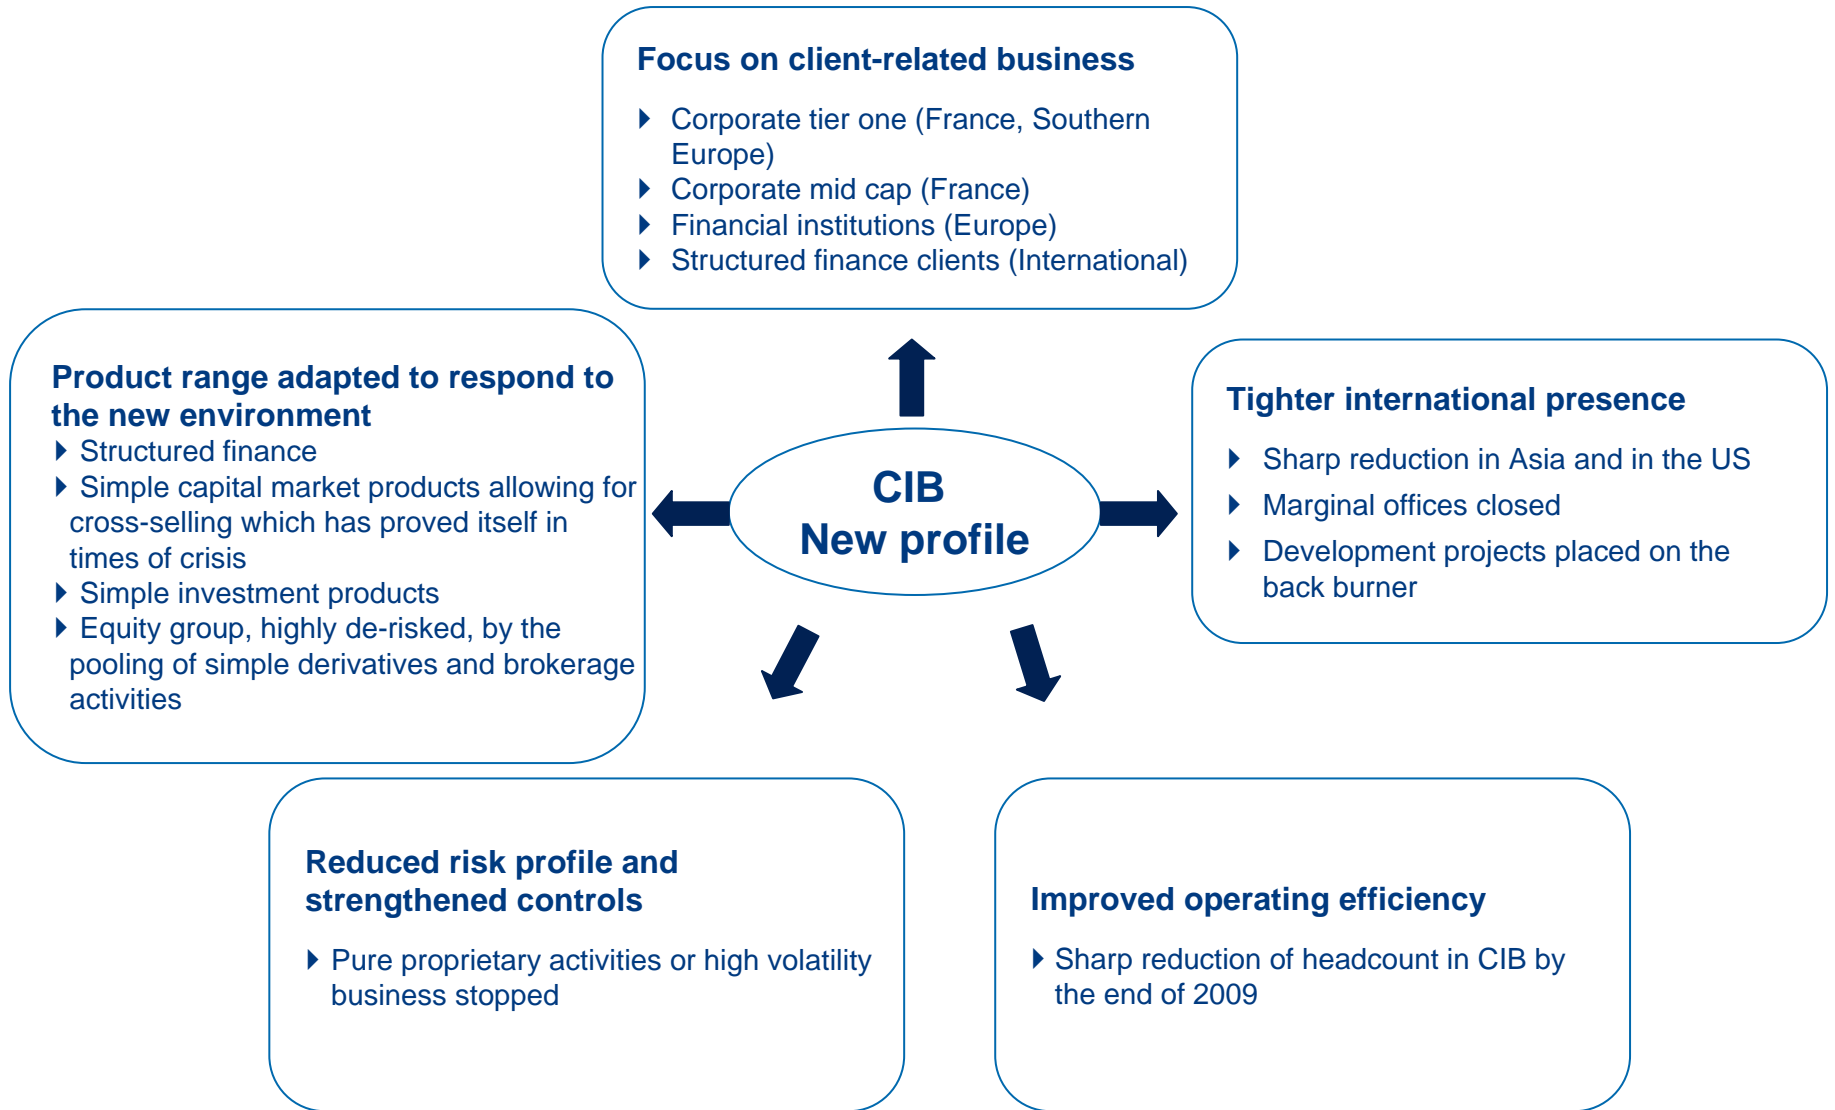 Focus on client-related business
Corporate tier one (France, Southern
Europe)
Corporate mid cap (France)
Financial institutions (Europe)
Structured finance clients (International)
Product range adapted to respond to
the new environment
Structured finance
Simple capital market products allowing for
cross-selling which has proved itself in
times of crisis
Simple investment products
Equity group, highly de-risked, by the
pooling of simple derivatives and brokerage
activities
CIB
New profile
Tighter international presence
Sharp reduction in Asia and in the US
Marginal offices closed
Development projects placed on the
back burner
Reduced risk profile and
strengthened controls
Pure proprietary activities or high volatility
business stopped
Improved operating efficiency
Sharp reduction of headcount in CIB by
the end of 2009